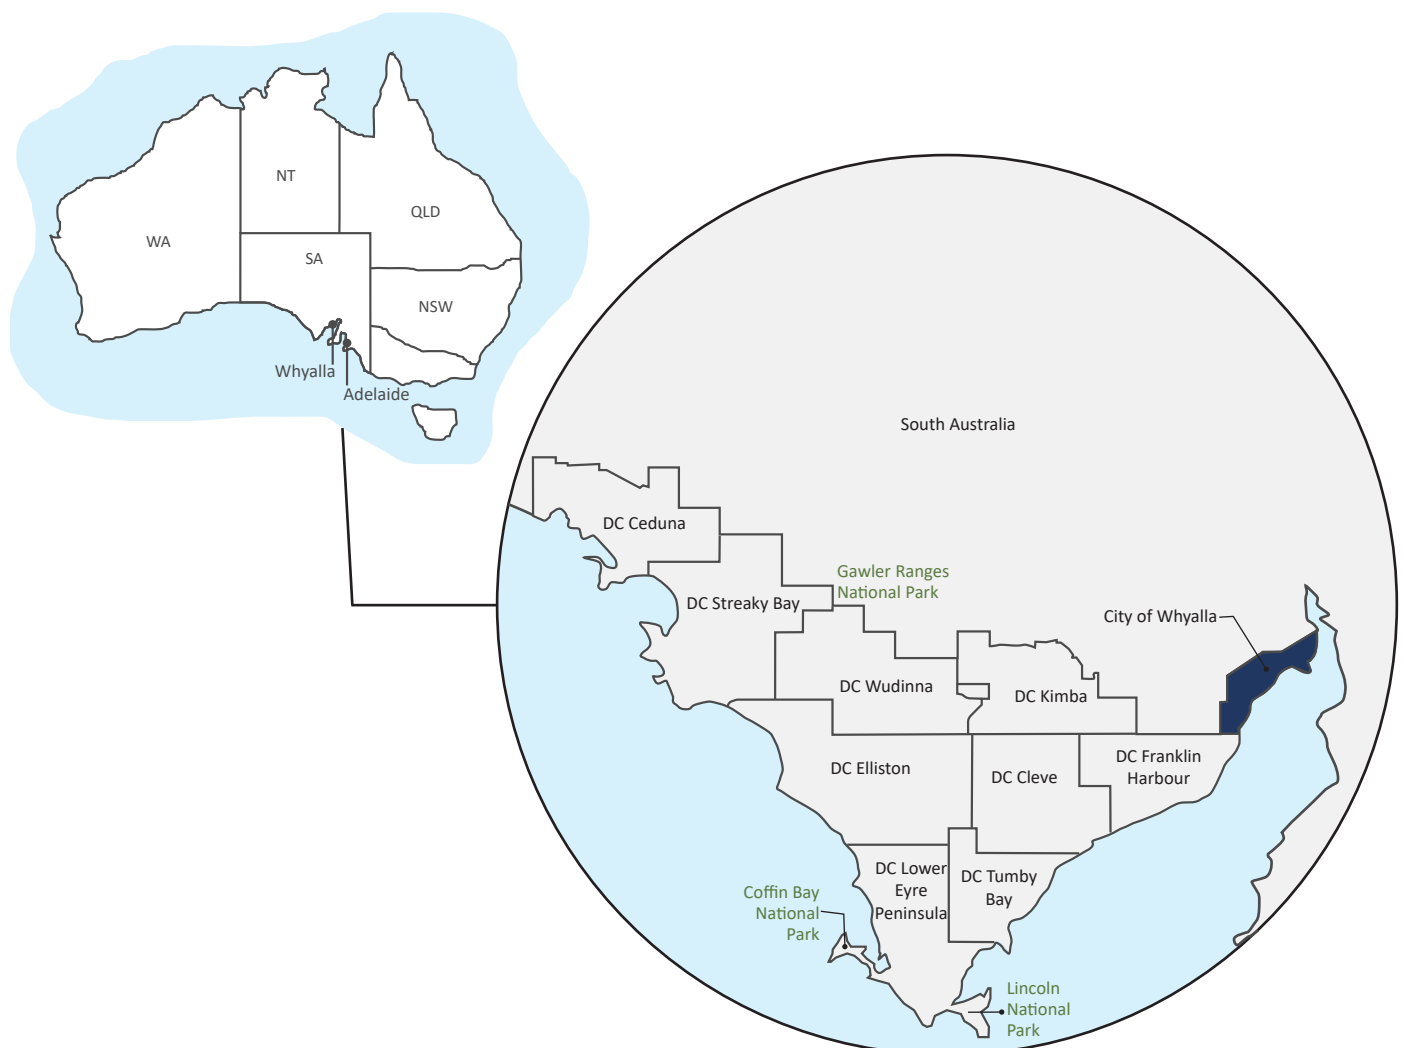 NT
QLD
WA
SA
NSW
Whyalla
Adelaide
South Australia
DC Ceduna
Gawler Ranges
National Park
DC Streaky Bay
City of Whyalla
DC Wudinna
DC Kimba
DC Elliston
DC Cleve
DC Franklin
Harbour
DC Lower
Eyre
Peninsula
DC Tumby
Bay
Coffin Bay
National
Park
Lincoln
National
Park